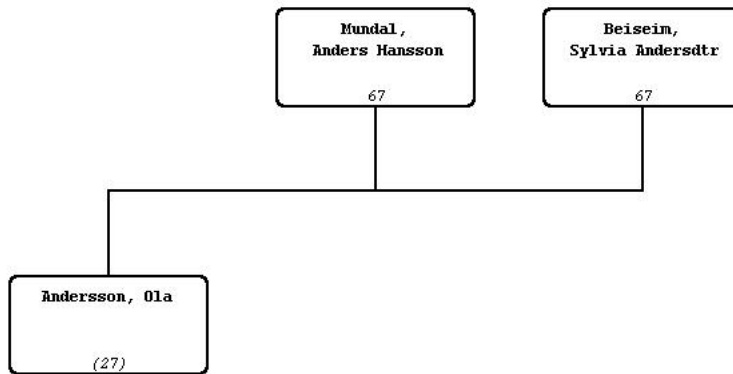 Mundal,
Anders Hansson
67
Beiseim,
Sylvia Andersdtr
67
Andersson, Ola
(27)